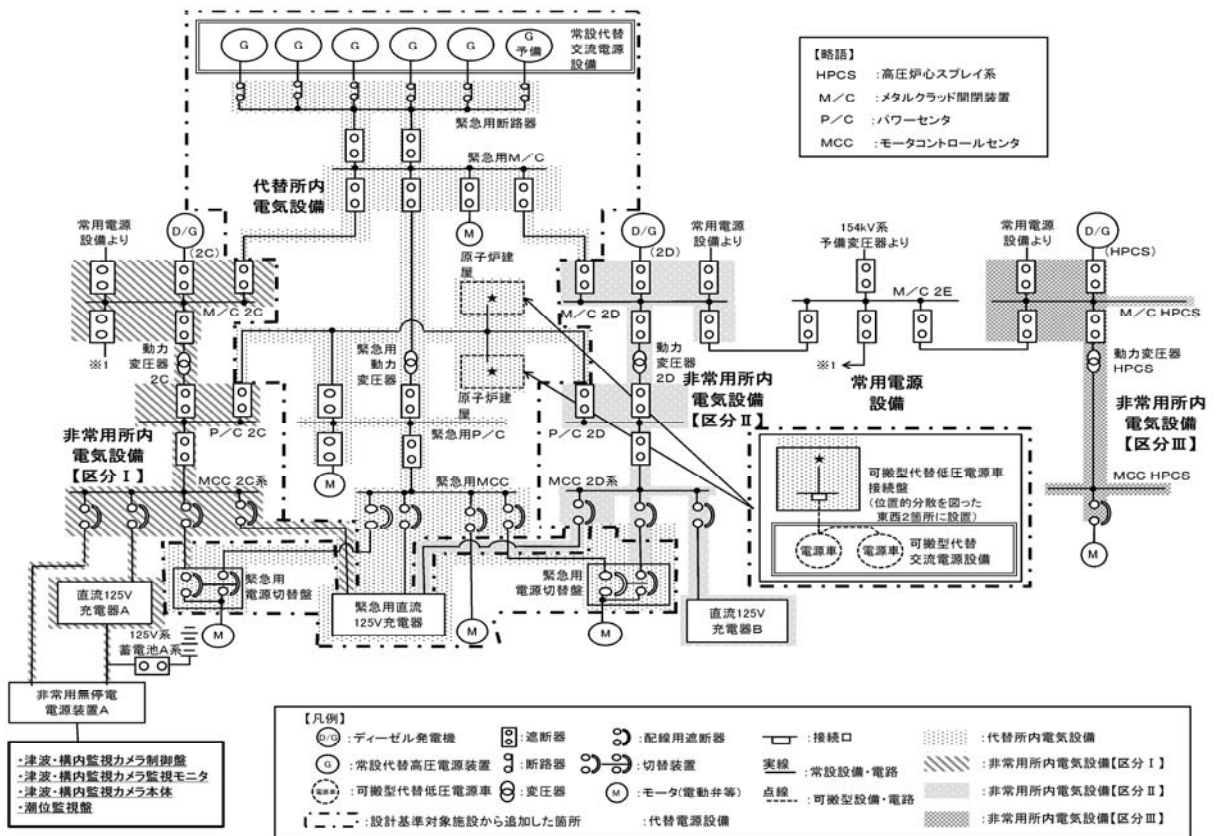 G
G
G
G
G
G
予備
常設代替
交流電源
設備
緊急用断路器
緊急用M/C
代替所内
電気設備
【略語】
HPCS :高圧炉心スプレイ系
M/C :メタルクラッド開閉装置
P/C :パワーセンタ
MCC :モータコントロールセンタ
常用電源
設備より
D/G
(2C)
M
原子炉建
屋
D/G
(2D)
常用電源
設備より
154kV系
予備変圧器より
常用電源
設備より
D/G
(HPCS)
M/C 2C
M/C 2D
M/C 2E
M/C HPCS
※1
動力
変圧器
2C
緊急用
動力
変圧器
★
★
原子炉建
屋
動力
変圧器
2D
※1
常用電源
設備
動力変圧器
HPCS
非常用所内
電気設備
【区分Ⅱ】
非常用所内
電気設備
【区分Ⅲ】
P/C 2C
緊急用P/C
P/C 2D
非常用所内
電気設備
【区分Ⅰ】
M
MCC 2C系
緊急用MCC
MCC 2D系
MCC HPCS
★
可搬型代替低圧電源車
接続盤
(位置的分散を図った
東西2箇所に設置)
電源車
電源車
可搬型代替
交流電源設備
M
直流125V
充電器A
緊急用
電源切替盤
M
緊急用直流
125V充電器
M
緊急用
電源切替盤
M
直流125V
充電器B
125V系
蓄電池A系
非常用無停電
電源装置A
・津波・構内監視カメラ制御盤
・津波・構内監視カメラ監視モニタ
・津波・構内監視カメラ本体
・潮位監視盤
【凡例】
D/G :ディーゼル発電機
:遮断器
:配線用遮断器
:接続口
:代替所内電気設備
G :常設代替高圧電源装置
:断路器
:切替装置
実線 :常設設備・電路
:非常用所内電気設備【区分Ⅰ】
電源車 :可搬型代替低圧電源車
:変圧器
M :モータ(電動弁等)
点線 :可搬型設備・電路
:非常用所内電気設備【区分Ⅱ】
:設計基準対象施設から追加した箇所
:代替電源設備
:非常用所内電気設備【区分Ⅲ】